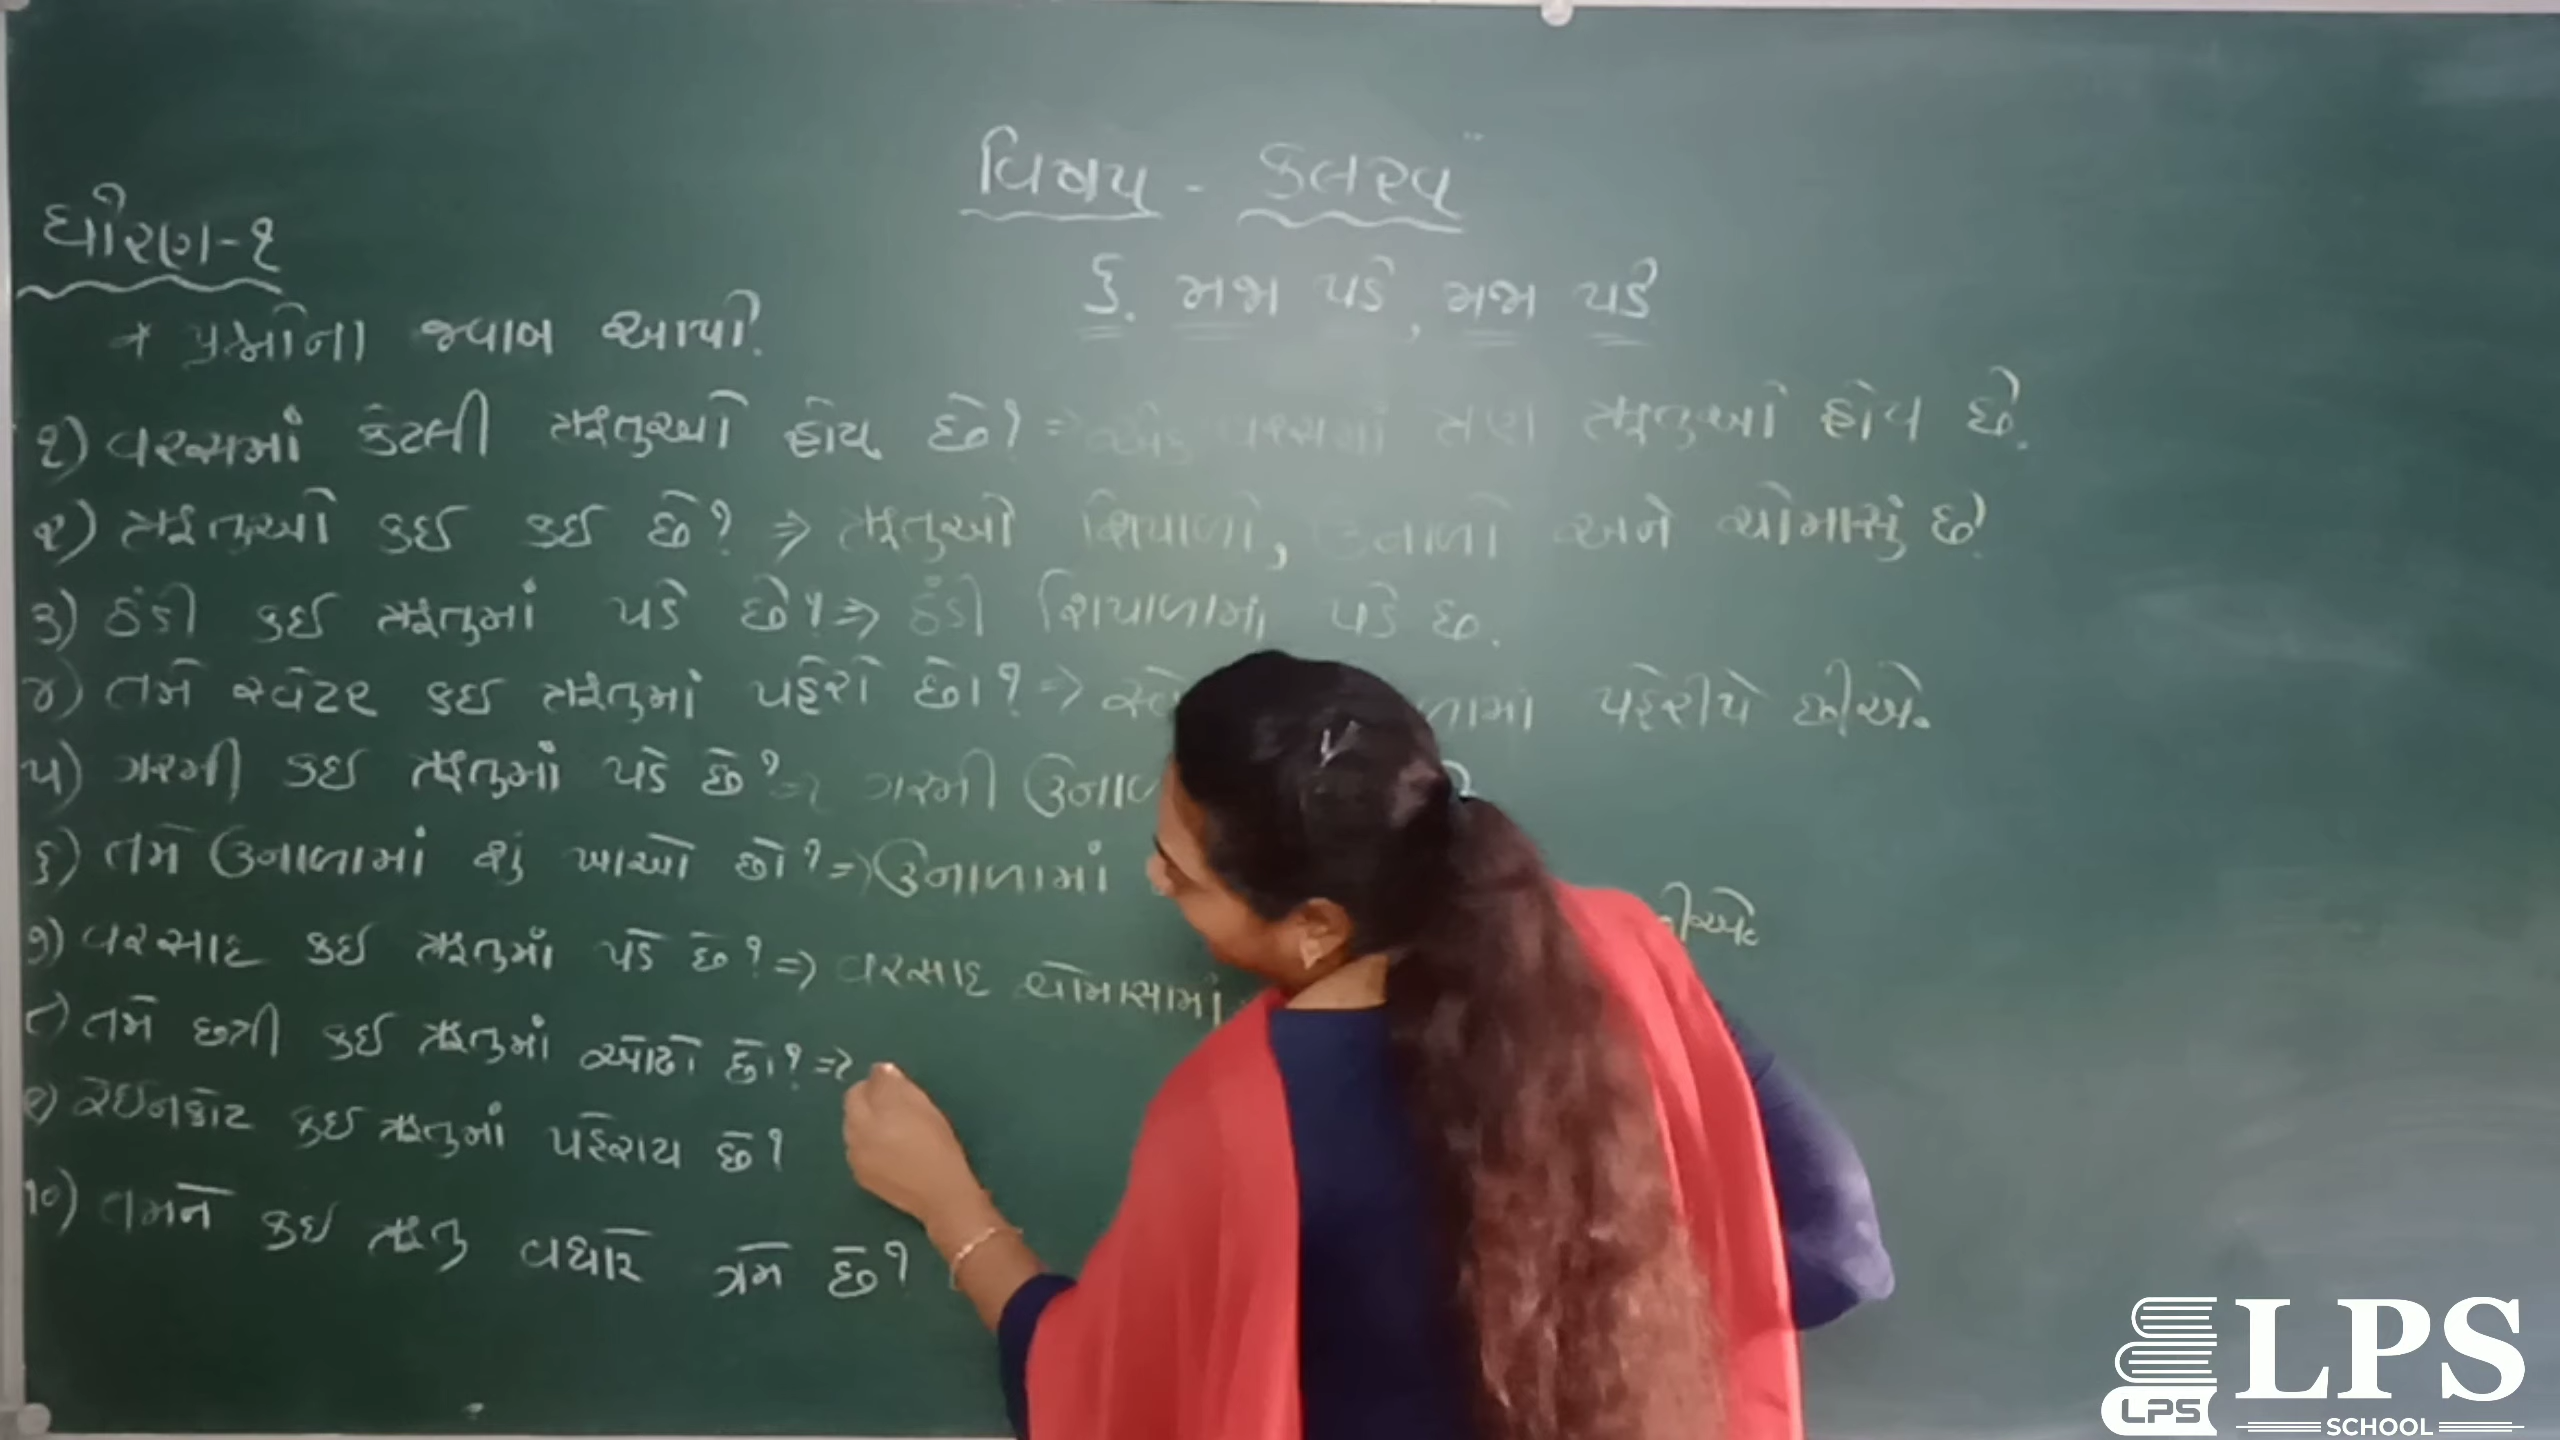 વિષય - કલરવ
ધોરણ-૧
૬. મજા પડે, મજા પડે
* પ્રશ્નોના જવાબ આપો.
૧) વરસમાં કેટલી ઋતુઓ હોય છે? ⇒ એક વરસમાં ત્રણ ઋતુઓ હોય છે.
૨) ઋતુઓ કઈ કઈ છે? ⇒ ઋતુઓ શિયાળો, ઉનાળો અને ચોમાસું છે.
૩) ઠંડી કઈ ઋતુમાં પડે છે? ⇒ ઠંડી શિયાળામાં પડે છે.
૪) તમે સ્વેટર કઈ ઋતુમાં પહેરો છો? ⇒ પહેરીયે છીએ.
૫) ગરમી કઈ ઋતુમાં પડે છે? ⇒ ગરમી
૬) તમે ઉનાળામાં શું ખાઓ છો? ⇒ ઉનાળામાં
૭) વરસાદ કઈ ઋતુમાં પડે છે? ⇒ વરસાદ ચોમાસામાં
૮) તમે છત્રી કઈ ઋતુમાં ઓઢો છો? ⇒
૯) રેઇનકોટ કઈ ઋતુમાં પહેરાય છે?
૧૦) તમને કઈ ઋતુ વધારે ગમે છે?
LPS
LPS
SCHOOL